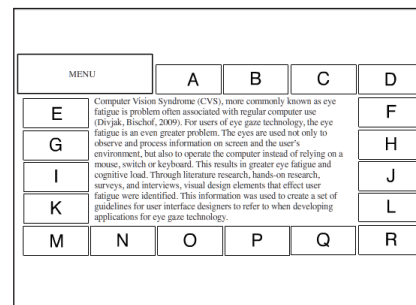 MENU A B C D
E Computer Vision Syndrome (CVS), more commonly known as eye F
fatigue is problem often associated with regular computer use
(Divjak, Bischof, 2009). For users of eye gaze technology, the eye
G fatigue is an even greater problem. The eyes are used not only to H
observe and process information on screen and the user's
environment, but also to operate the computer instead of relying on a
I mouse, switch or keyboard. This results in greater eye fatigue and J
cognitive load. Through literature research, hands-on research,
surveys, and interviews, visual design elements that effect user
K fatigue were identified. This information was used to create a set of L
guidelines for user interface designers to refer to when developing
applications for eye gaze technology.
M N O P Q R